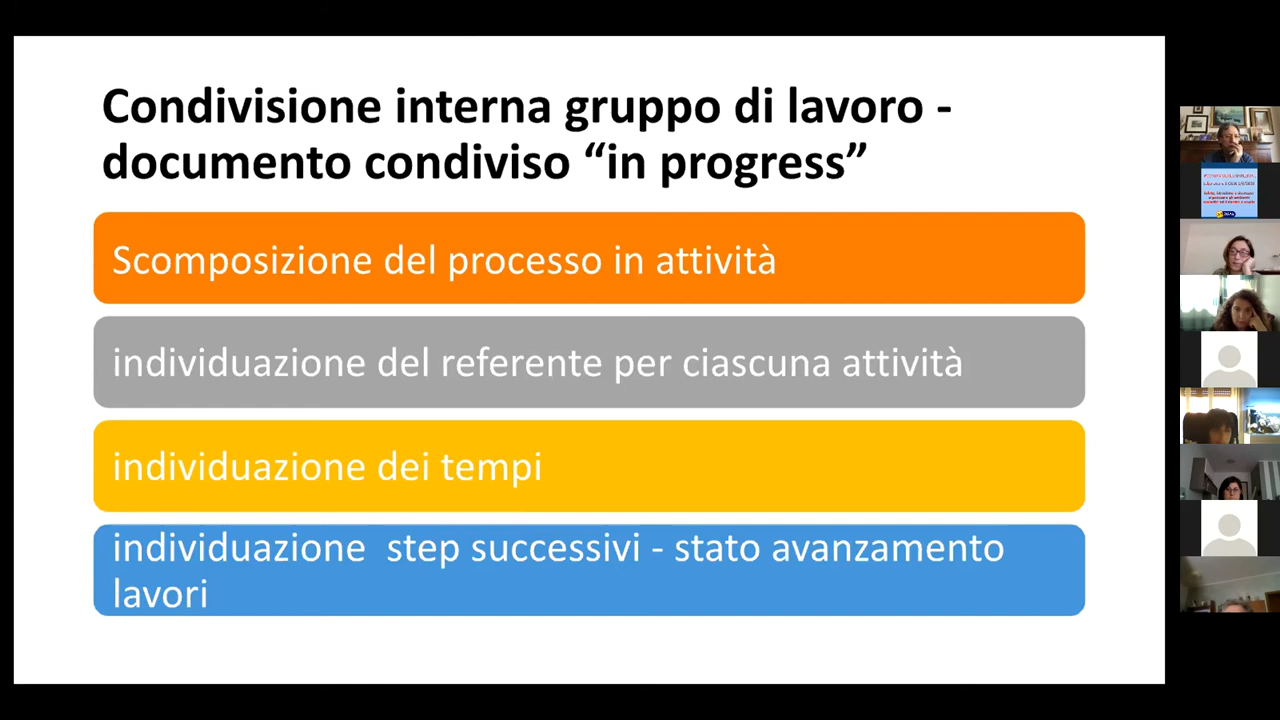 Condivisione interna gruppo di lavoro -
documento condiviso “in progress”
Scomposizione del processo in attività
individuazione del referente per ciascuna attività
individuazione dei tempi
individuazione  step successivi - stato avanzamento
lavori